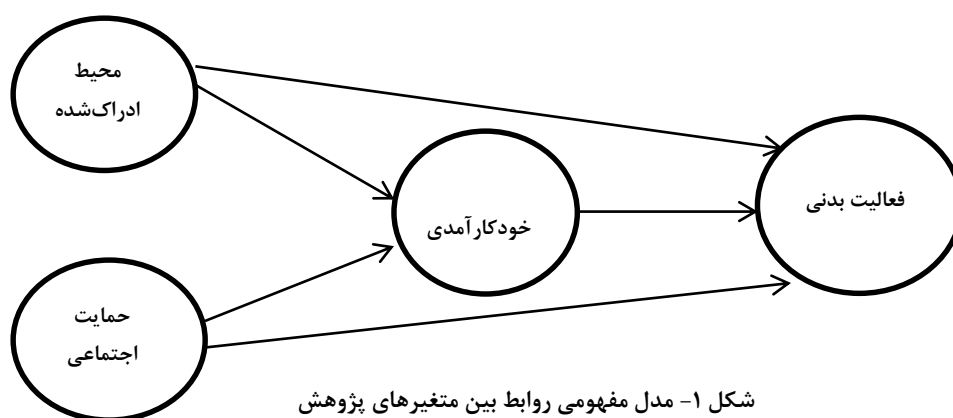 محیط
ادراک‌شده
خودکارآمدی
فعالیت بدنی
حمایت
اجتماعی
شکل ۱- مدل مفهومی روابط بین متغیرهای پژوهش